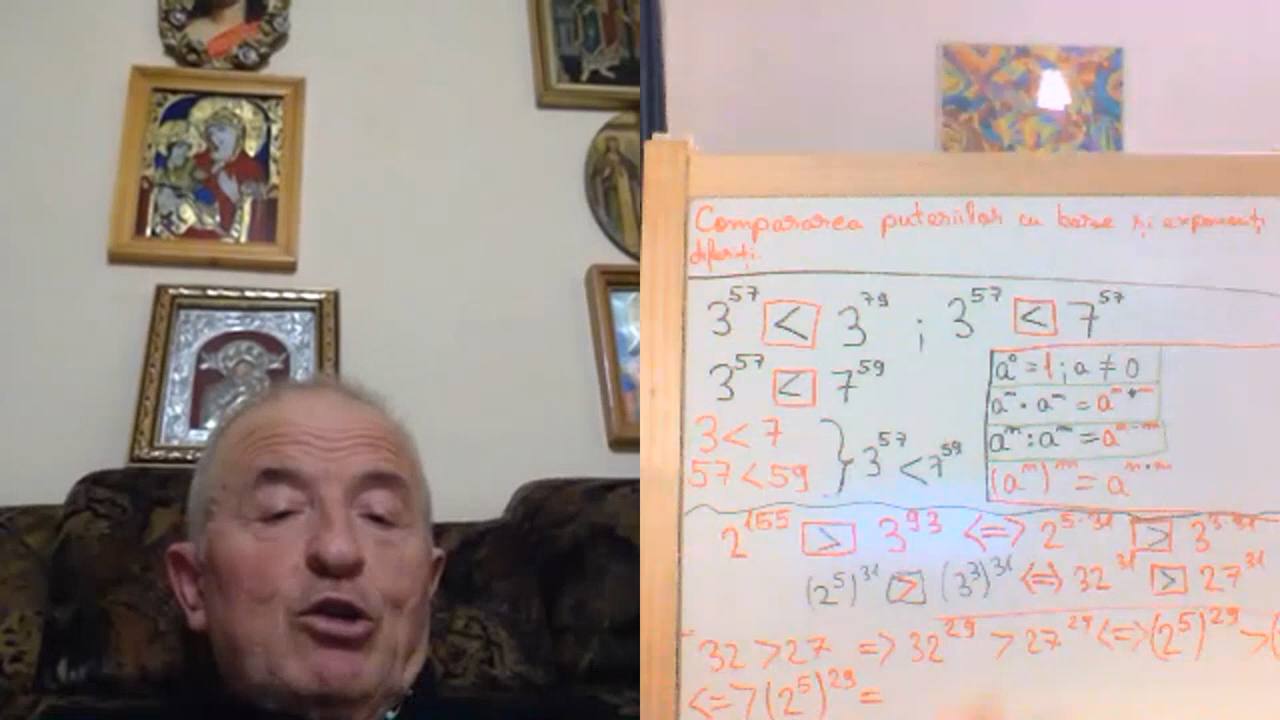 Compararea puteriilor cu baze și exponenți
diferiți.
3^57 < 3^79 ; 3^57 < 7^57
3^57 < 7^59
3 < 7
57 < 59 } 3^57 < 7^59
a^0 = 1 ; a ≠ 0
a^m · a^n = a^m+n
a^m : a^n = a^m-n
(a^m)^n = a^m·n
2^155 > 3^93 <=> 2^5·31 > 3^3·31
(2^5)^31 > (3^3)^31 <=> 32^31 > 27^31
32 > 27 => 32^29 > 27^29 <=> (2^5)^29 > (
<=> (2^5)^29 =